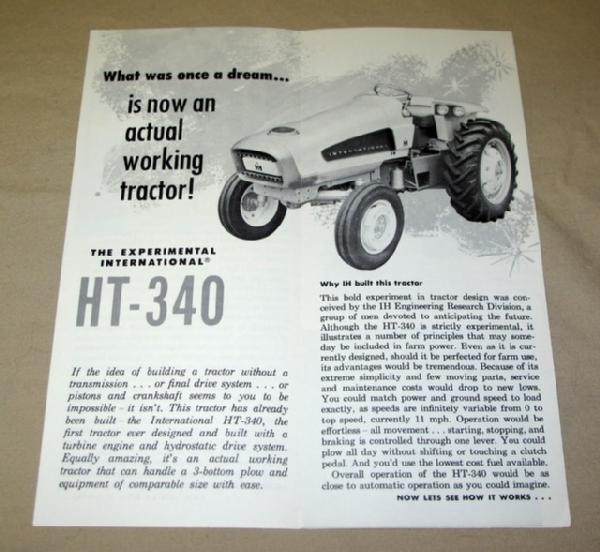 What was once a dream...
is now an
actual
working
tractor!
INTERNATIONAL
IH
THE EXPERIMENTAL
INTERNATIONAL®
HT-340
If the idea of building a tractor without a
transmission . . . or final drive system . . . or
pistons and crankshaft seems to you to be
impossible - it isn't. This tractor has already
been built - the International HT-340, the
first tractor ever designed and built with a
turbine engine and hydrostatic drive system.
Equally amazing, it's an actual working
tractor that can handle a 3-bottom plow and
equipment of comparable size with ease.
Why IH built this tractor
This bold experiment in tractor design was con-
ceived by the IH Engineering Research Division, a
group of men devoted to anticipating the future.
Although the HT-340 is strictly experimental, it
illustrates a number of principles that may some-
day be included in farm power. Even as it is cur-
rently designed, should it be perfected for farm use,
its advantages would be tremendous. Because of its
extreme simplicity and few moving parts, service
and maintenance costs would drop to new lows.
You could match power and ground speed to load
exactly, as speeds are infinitely variable from 0 to
top speed, currently 11 mph. Operation would be
effortless - all movement . . . starting, stopping, and
braking is controlled through one lever. You could
plow all day without shifting or touching a clutch
pedal. And you'd use the lowest cost fuel available.
Overall operation of the HT-340 would be as
close to automatic operation as you could imagine.
NOW LETS SEE HOW IT WORKS . . .